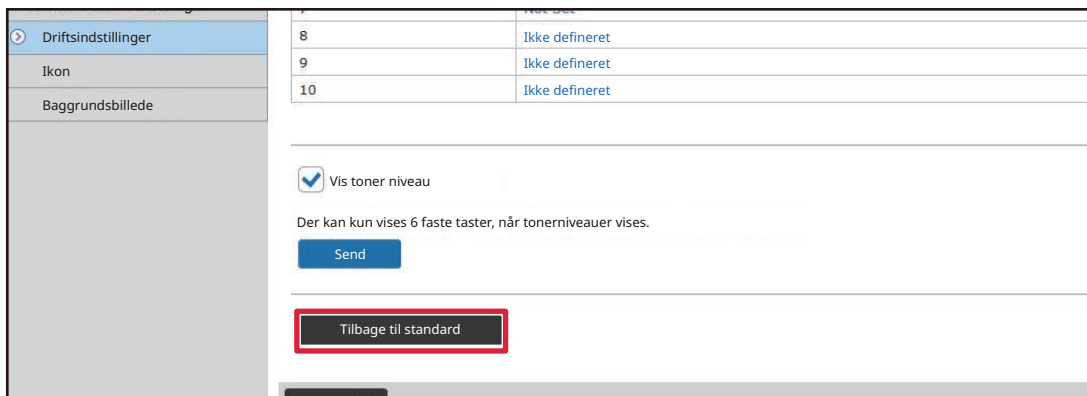 Driftsindstillinger
Ikon
Baggrundsbillede
8 Ikke defineret
9 Ikke defineret
10 Ikke defineret
Vis toner niveau
Der kan kun vises 6 faste taster, når tonerniveauer vises.
Send
Tilbage til standard